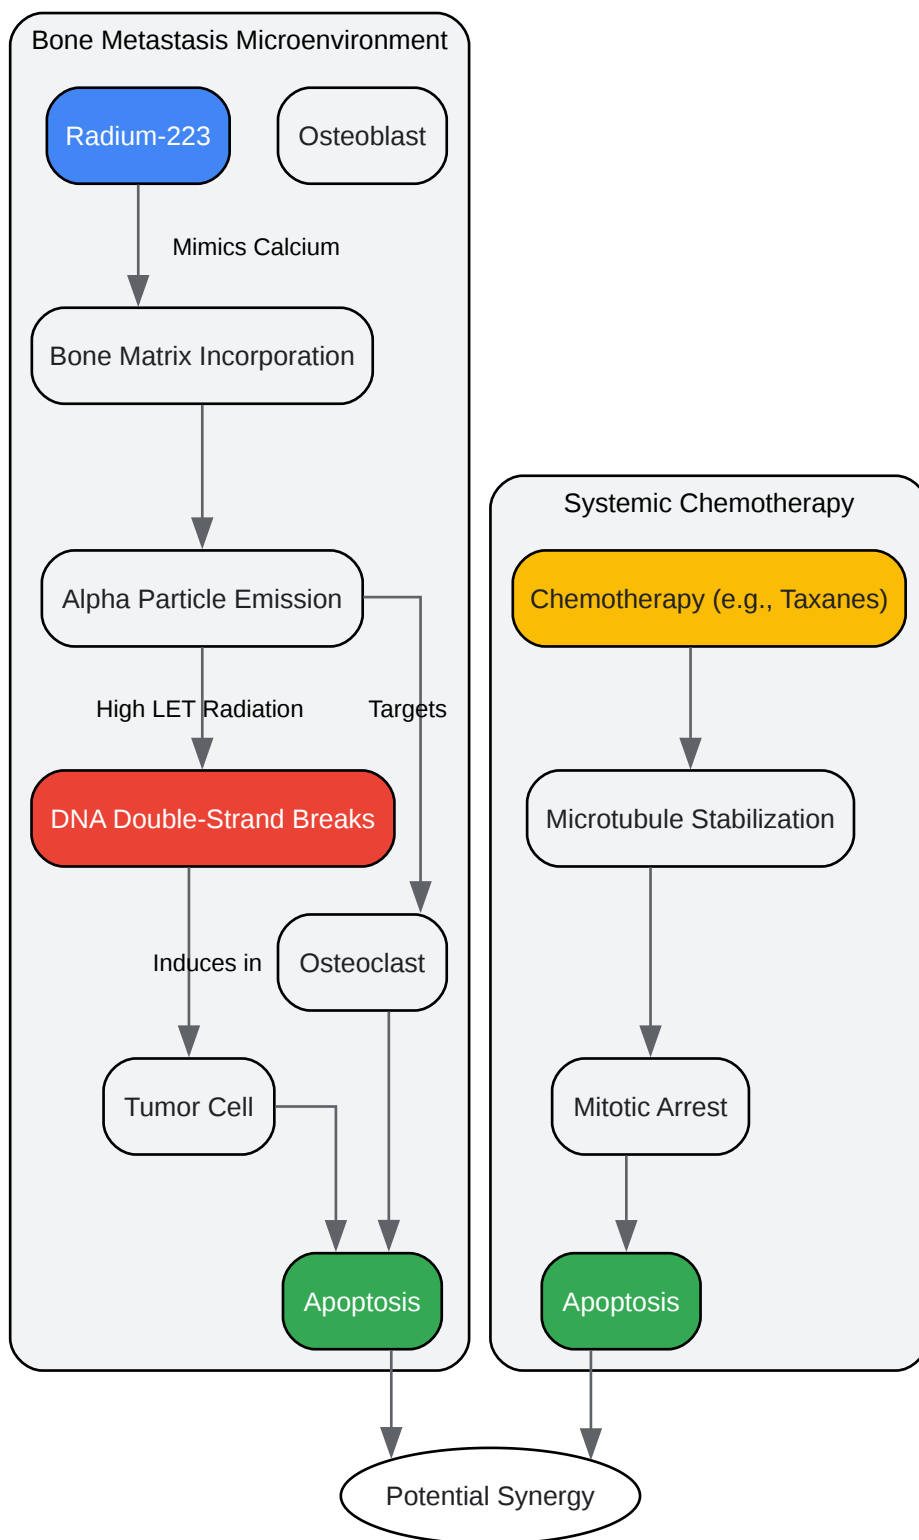 Bone Metastasis Microenvironment
Radium-223
Osteoblast
Mimics Calcium
Bone Matrix Incorporation
Alpha Particle Emission
High LET Radiation
Targets
DNA Double-Strand Breaks
Osteoclast
Induces in
Tumor Cell
Apoptosis
Systemic Chemotherapy
Chemotherapy (e.g., Taxanes)
Microtubule Stabilization
Mitotic Arrest
Apoptosis
Potential Synergy